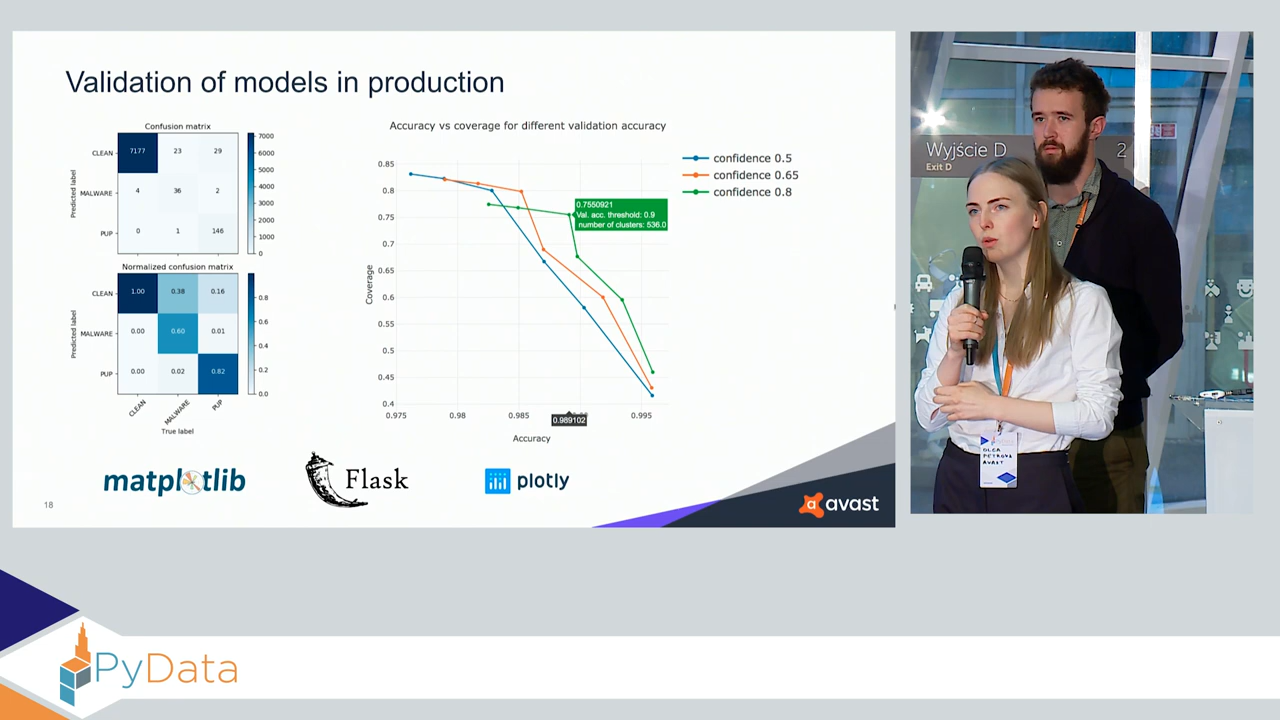 Validation of models in production
Confusion matrix
Predicted label
CLEAN
MALWARE
PUP
7177 23 29
4 36 2
0 1 146
7000
6000
5000
4000
3000
2000
1000
0
Normalized confusion matrix
Predicted label
CLEAN
MALWARE
PUP
1.00 0.38 0.16
0.00 0.60 0.01
0.00 0.02 0.82
0.8
0.6
0.4
0.2
0.0
CLEAN
MALWARE
PUP
True label
Accuracy vs coverage for different validation accuracy
Coverage
0.85
0.8
0.75
0.7
0.65
0.6
0.55
0.5
0.45
0.4
0.975 0.98 0.985 0.995
0.989102
Accuracy
0.7550921
Val. acc. threshold: 0.9
number of clusters: 536.0
confidence 0.5
confidence 0.65
confidence 0.8
matplotlib
Flask
plotly
18
avast
Wyjście D
Exit D
2
OLGA
PETROVA
AVAST
PyData